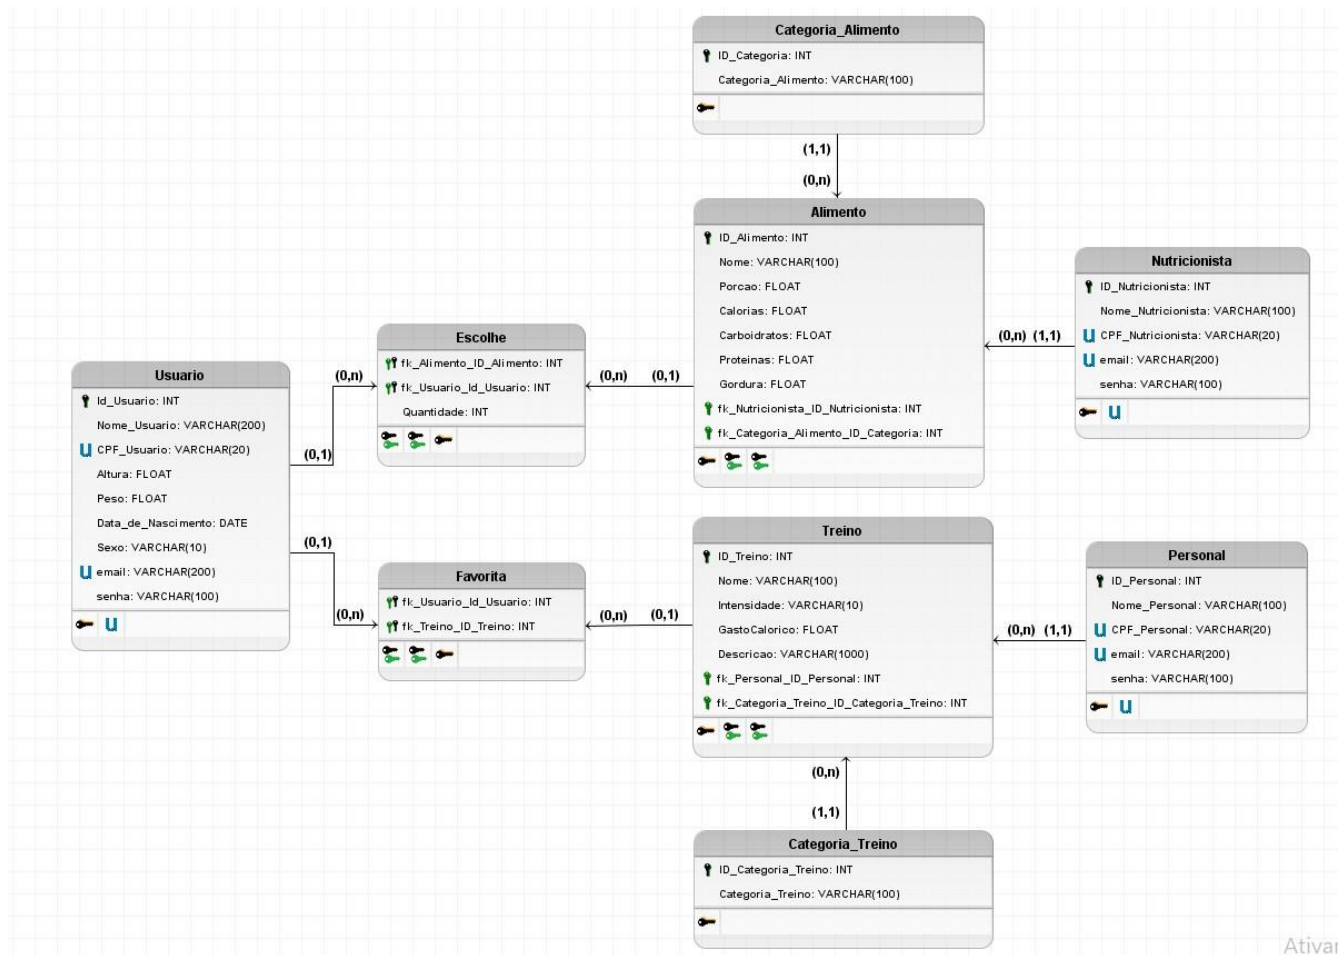 Categoria_Alimento
ID_Categoria: INT
Categoria_Alimento: VARCHAR(100)
(1,1)
(0,n)
Alimento
ID_Alimento: INT
Nome: VARCHAR(100)
Porcao: FLOAT
Calorias: FLOAT
Carboidratos: FLOAT
Proteinas: FLOAT
Gordura: FLOAT
fk_Nutricionista_ID_Nutricionista: INT
fk_Categoria_Alimento_ID_Categoria: INT
Nutricionista
ID_Nutricionista: INT
Nome_Nutricionista: VARCHAR(100)
U CPF_Nutricionista: VARCHAR(20)
U email: VARCHAR(200)
senha: VARCHAR(100)
U
(0,n) (1,1)
Escolhe
fk_Alimento_ID_Alimento: INT
fk_Usuario_Id_Usuario: INT
Quantidade: INT
(0,n) (0,1)
(0,n)
(0,1)
Usuario
Id_Usuario: INT
Nome_Usuario: VARCHAR(200)
U CPF_Usuario: VARCHAR(20)
Altura: FLOAT
Peso: FLOAT
Data_de_Nascimento: DATE
Sexo: VARCHAR(10)
U email: VARCHAR(200)
senha: VARCHAR(100)
U
(0,1)
(0,n)
Favorita
fk_Usuario_Id_Usuario: INT
fk_Treino_ID_Treino: INT
(0,n) (0,1)
Treino
ID_Treino: INT
Nome: VARCHAR(100)
Intensidade: VARCHAR(10)
GastoCalorico: FLOAT
Descricao: VARCHAR(1000)
fk_Personal_ID_Personal: INT
fk_Categoria_Treino_ID_Categoria_Treino: INT
(0,n) (1,1)
Personal
ID_Personal: INT
Nome_Personal: VARCHAR(100)
U CPF_Personal: VARCHAR(20)
U email: VARCHAR(200)
senha: VARCHAR(100)
U
(0,n)
(1,1)
Categoria_Treino
ID_Categoria_Treino: INT
Categoria_Treino: VARCHAR(100)
Ativar